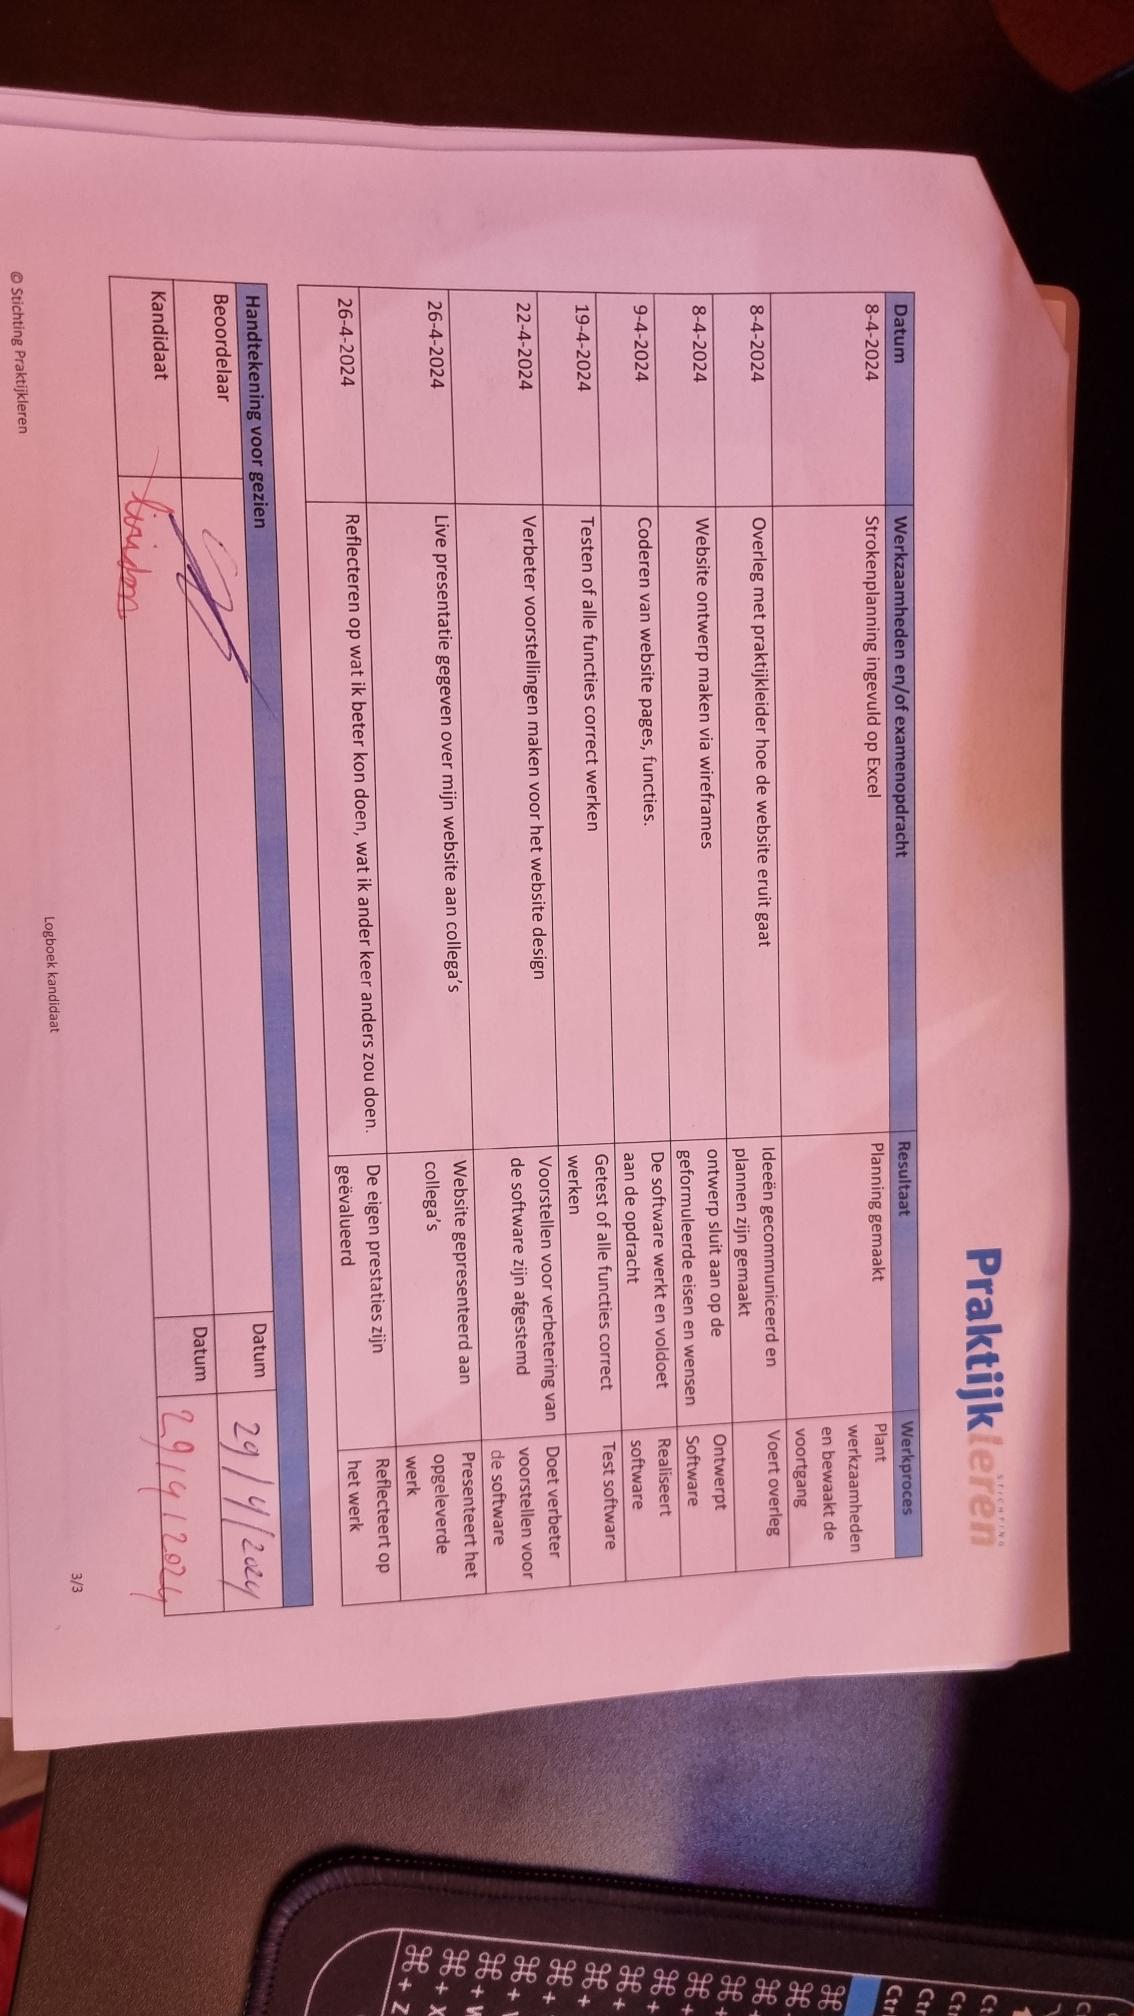 STICHTING
Praktijkleren
Datum Werkzaamheden en/of examenopdracht Resultaat Werkproces
8-4-2024 Strokenplanning ingevuld op Excel Planning gemaakt Plant
werkzaamheden
en bewaakt de
voortgang
8-4-2024 Overleg met praktijkleider hoe de website eruit gaat Ideeën gecommuniceerd en Voert overleg
plannen zijn gemaakt
8-4-2024 Website ontwerp maken via wireframes ontwerp sluit aan op de Ontwerpt
geformuleerde eisen en wensen Software
9-4-2024 Coderen van website pages, functies. De software werkt en voldoet Realiseert
aan de opdracht software
19-4-2024 Testen of alle functies correct werken Getest of alle functies correct Test software
werken
22-4-2024 Verbeter voorstellingen maken voor het website design Voorstellen voor verbetering van Doet verbeter
de software zijn afgestemd voorstellen voor
de software
26-4-2024 Live presentatie gegeven over mijn website aan collega's Website gepresenteerd aan Presenteert het
collega's opgeleverde
werk
26-4-2024 Reflecteren op wat ik beter kon doen, wat ik ander keer anders zou doen. De eigen prestaties zijn Reflecteert op
geëvalueerd het werk
Handtekening voor gezien
Beoordelaar Datum 29/4/2024
Kandidaat Datum 29/4/2024
3/3
Logboek kandidaat
© Stichting Praktijkleren
Ctrl
⌘
⌘
⌘ +
⌘ +
⌘ +
⌘ +
⌘ +
⌘ +
⌘ +
⌘ +
⌘ + W
⌘ + X
⌘ + Z